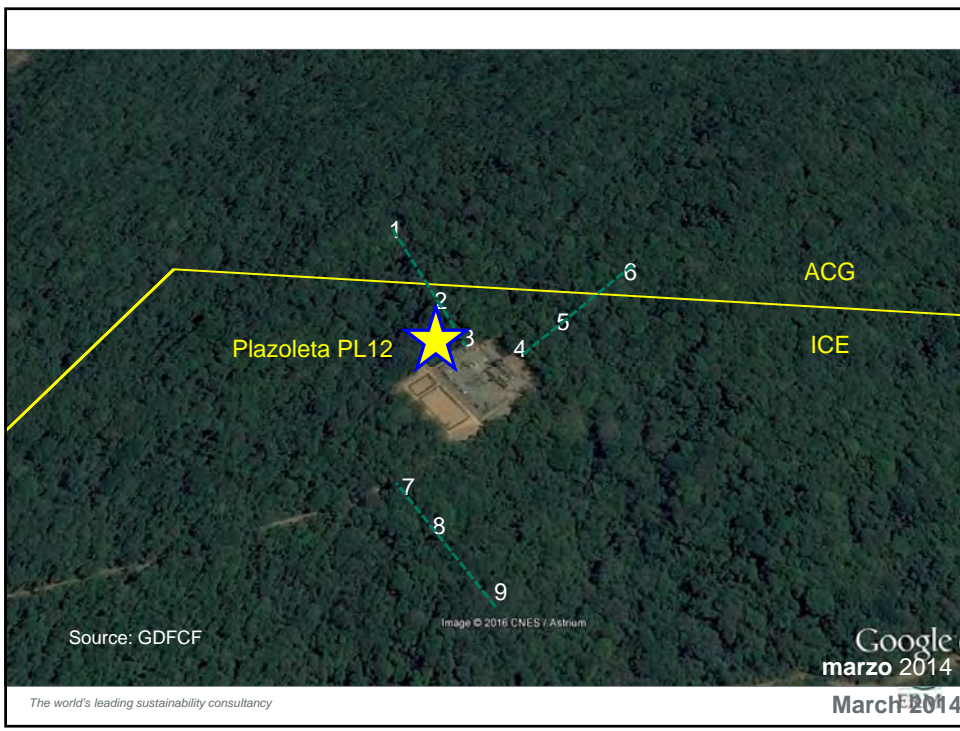 1
6
ACG
2
5
Plazoleta PL12
3
4
ICE
7
8
9
Image © 2016 CNES / Astrium
Source: GDFCF
Google
marzo 2014
The world's leading sustainability consultancy
March 2014
ERM